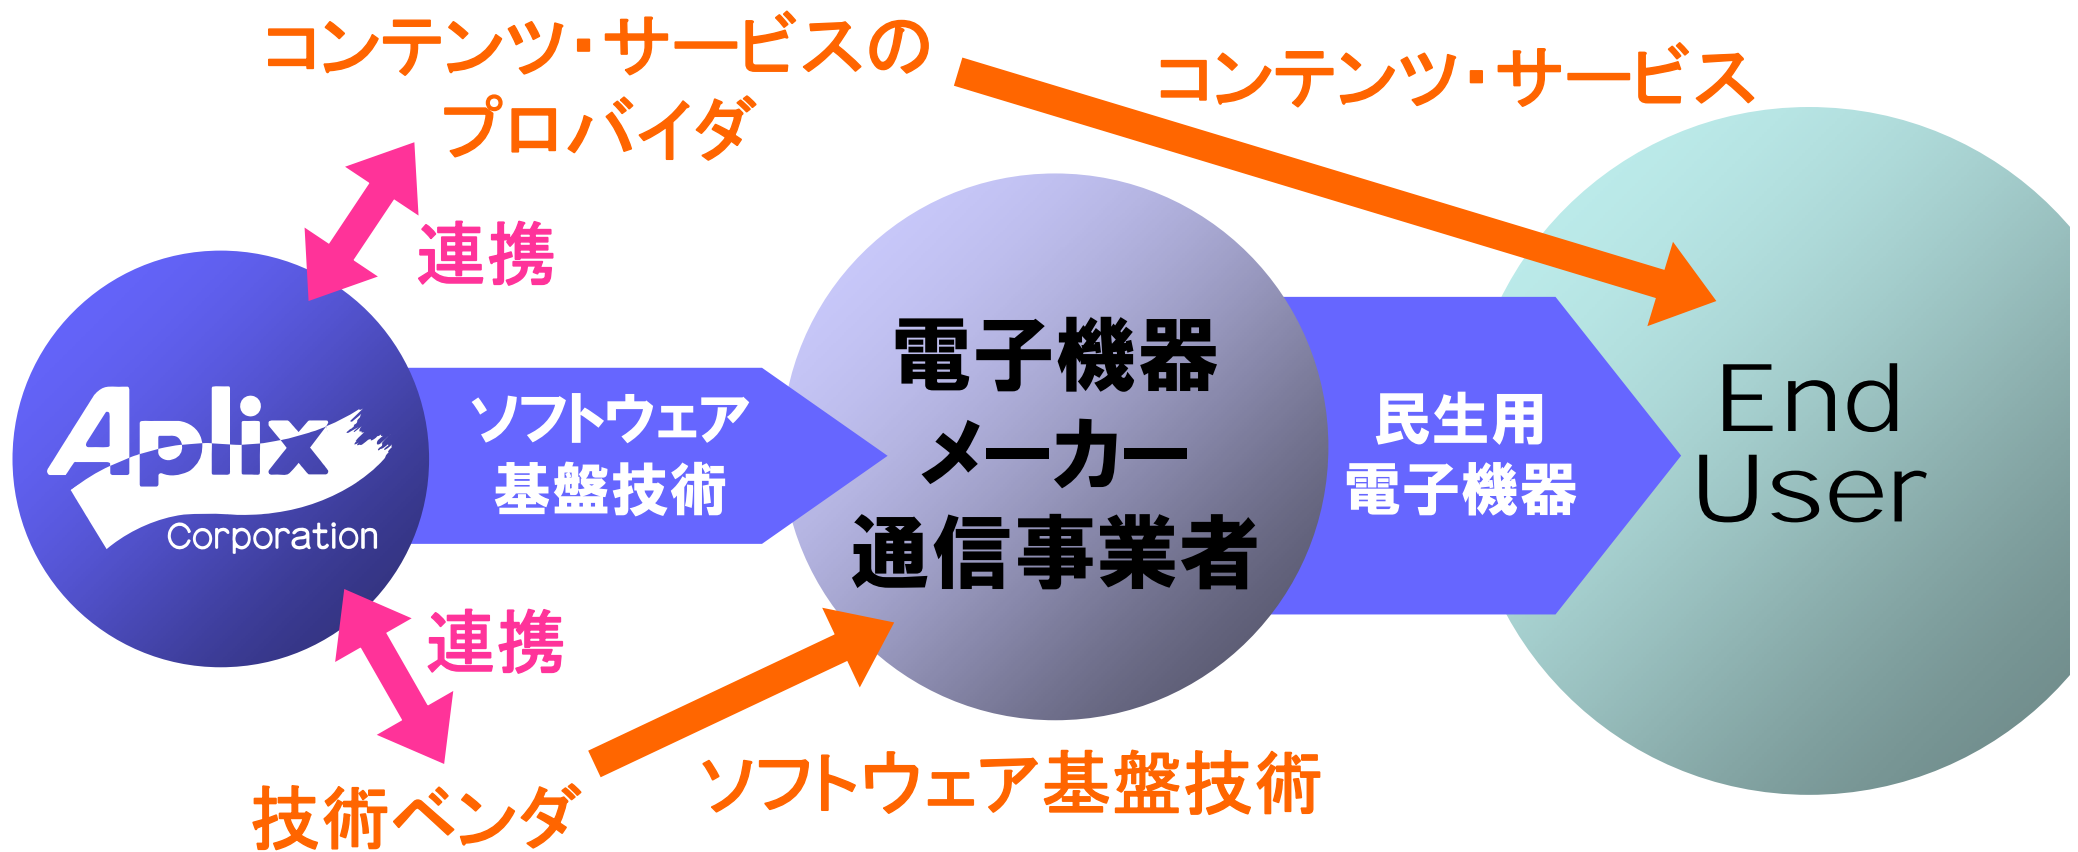 コンテンツ・サービスの
プロバイダ
コンテンツ・サービス
連携
Aplix
Corporation
ソフトウェア
基盤技術
電子機器
メーカー
通信事業者
民生用
電子機器
End
User
連携
技術ベンダ
ソフトウェア基盤技術